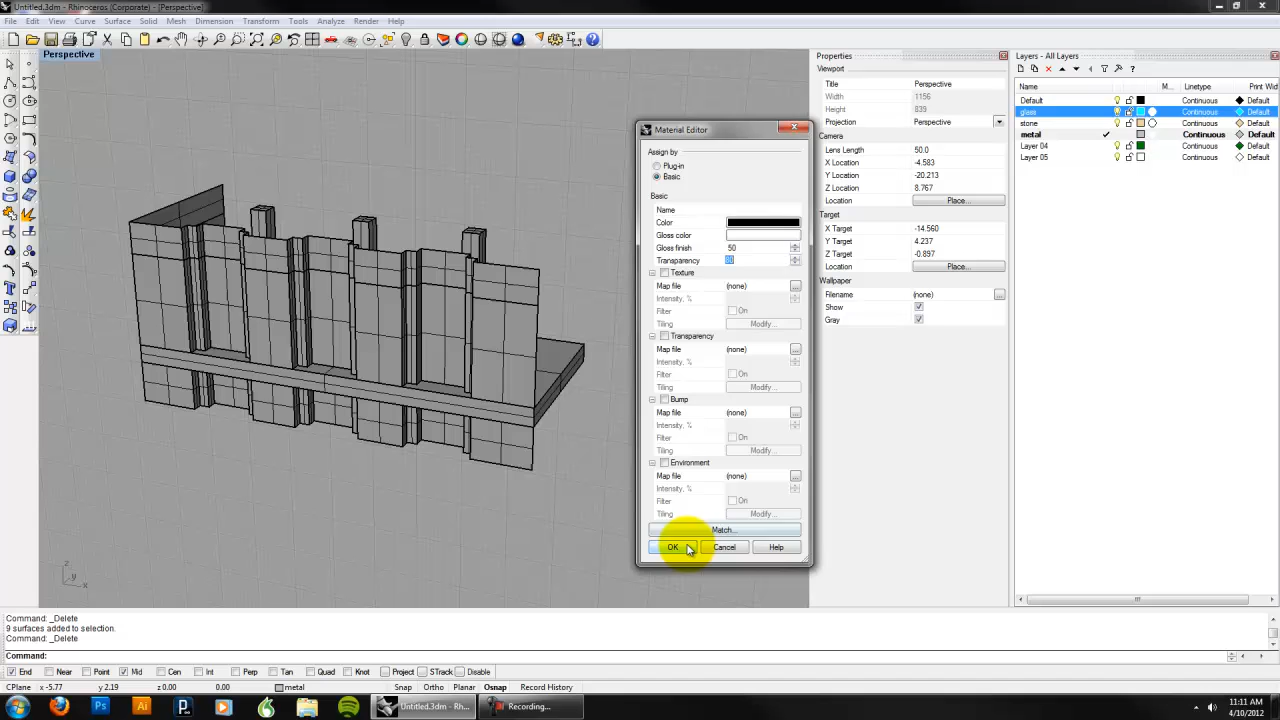 Untitled.3dm - Rhinoceros (Corporate) - [Perspective]
File Edit View Curve Surface Solid Mesh Dimension Transform Tools Analyze Render Help
Perspective
Properties
Viewport
Title Perspective
Width 1156
Height 839
Projection Perspective
Camera
Lens Length 50.0
X Location -4.583
Y Location -20.213
Z Location 8.767
Location Place...
Target
X Target -14.560
Y Target 4.237
Z Target -0.897
Location Place...
Wallpaper
Filename (none)
Show
Gray
Layers - All Layers
Name M... Linetype Print Wid
Default Continuous Default
glass Continuous Default
stone Continuous Default
metal Continuous Default
Layer 04 Continuous Default
Layer 05 Continuous Default
Material Editor
Assign by
Plug-in
Basic
Basic
Name
Color
Gloss color
Gloss finish 50
Transparency
Texture
Map file (none) ...
Intensity, %
Filter On
Tiling Modify...
Transparency
Map file (none) ...
Intensity, %
Filter On
Tiling Modify...
Bump
Map file (none) ...
Intensity, %
Filter On
Tiling Modify...
Environment
Map file (none) ...
Intensity, %
Filter On
Tiling Modify...
Match...
OK Cancel Help
z
y
x
Command: _Delete
9 surfaces added to selection.
Command: _Delete
Command:
End Near Point Mid Cen Int Perp Tan Quad Knot Project STrack Disable
CPlane x -5.77 y 2.19 z 0.00 0.00 metal Snap Ortho Planar Osnap Record History
Ps Ai p Untitled.3dm - Rh... Recording...
11:11 AM
4/10/2012